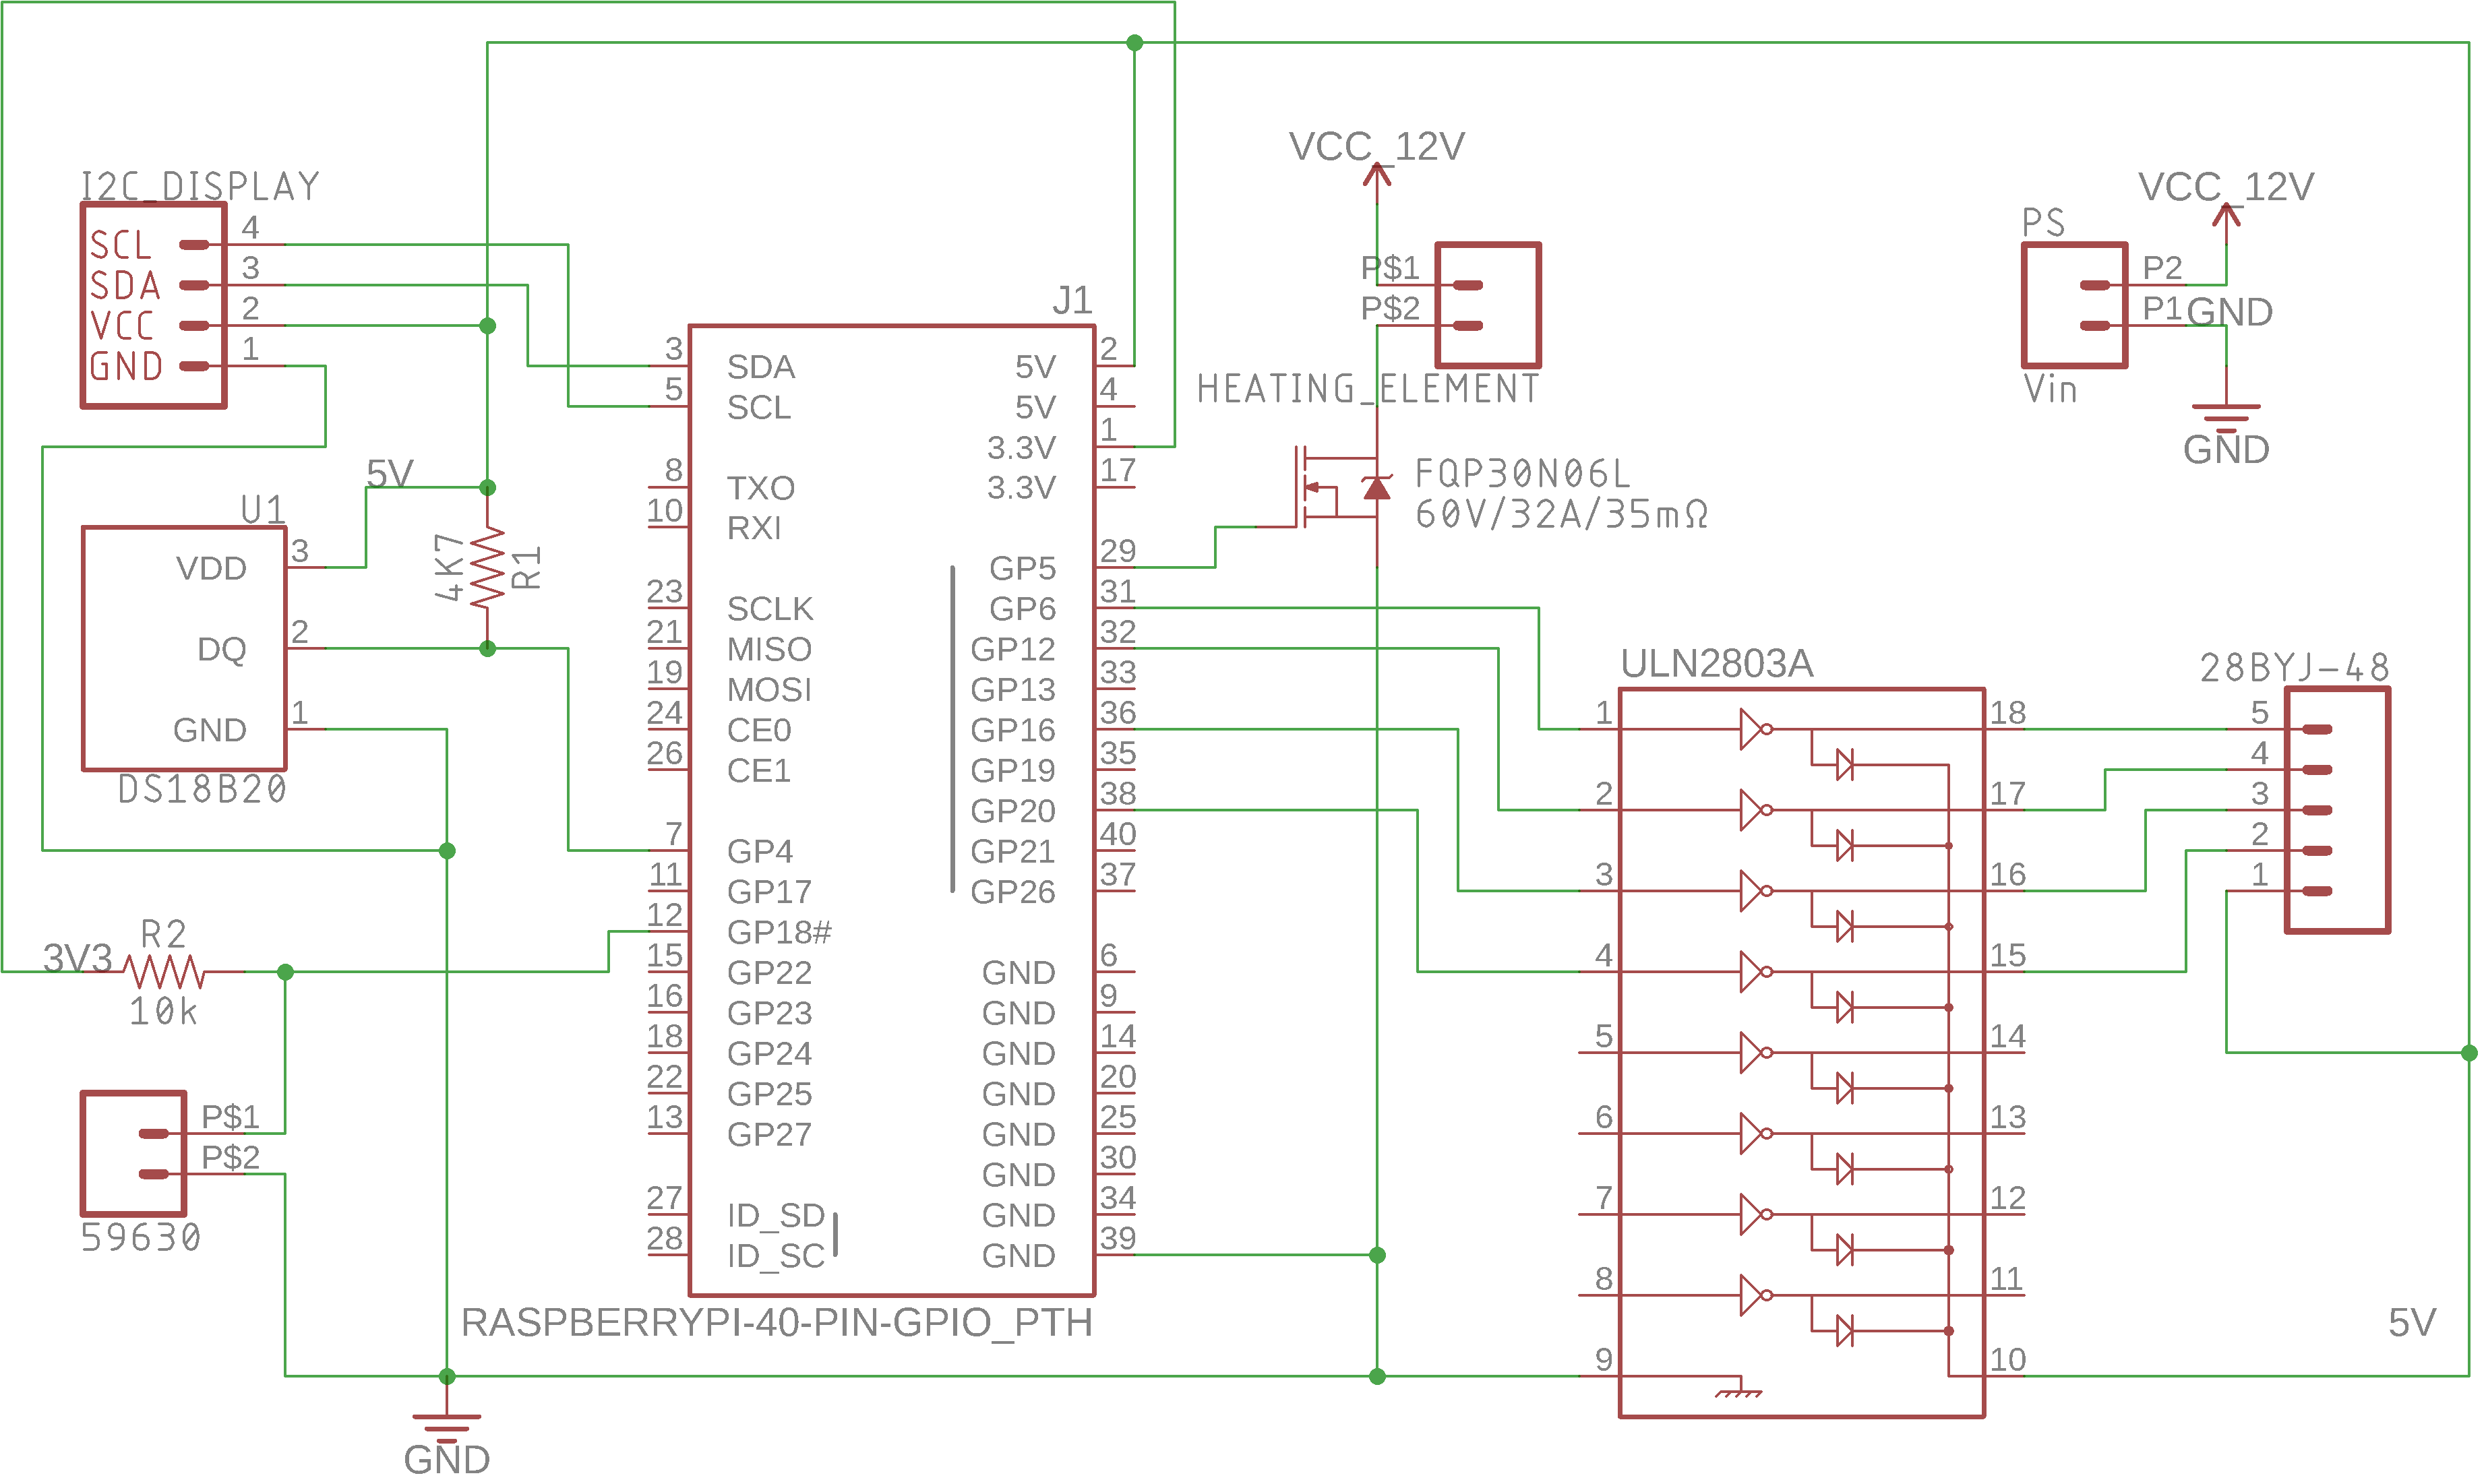 VCC_12V
VCC_12V
I2C_DISPLAY
SCL 4
SDA 3
VCC 2
GND 1
PS
P2
P1 GND
Vin
GND
P$1
P$2
HEATING_ELEMENT
FQP30N06L
60V/32A/35mΩ
J1
3 SDA 5V 2
5 SCL 5V 4
3.3V 1
8 TXO 3.3V 17
10 RXI
GP5 29
23 SCLK GP6 31
21 MISO GP12 32
19 MOSI GP13 33
24 CE0 GP16 36
26 CE1 GP19 35
GP20 38
7 GP4 GP21 40
11 GP17 GP26 37
12 GP18#
15 GP22 GND 6
16 GP23 GND 9
18 GP24 GND 14
22 GP25 GND 20
13 GP27 GND 25
GND 30
27 ID_SD GND 34
28 ID_SC GND 39
RASPBERRYPI-40-PIN-GPIO_PTH
5V
U1
VDD 3
DQ 2
GND 1
DS18B20
4K7
R1
R2
3V3
10k
P$1
P$2
59630
GND
ULN2803A
1 18
2 17
3 16
4 15
5 14
6 13
7 12
8 11
9 10
28BYJ-48
5
4
3
2
1
5V